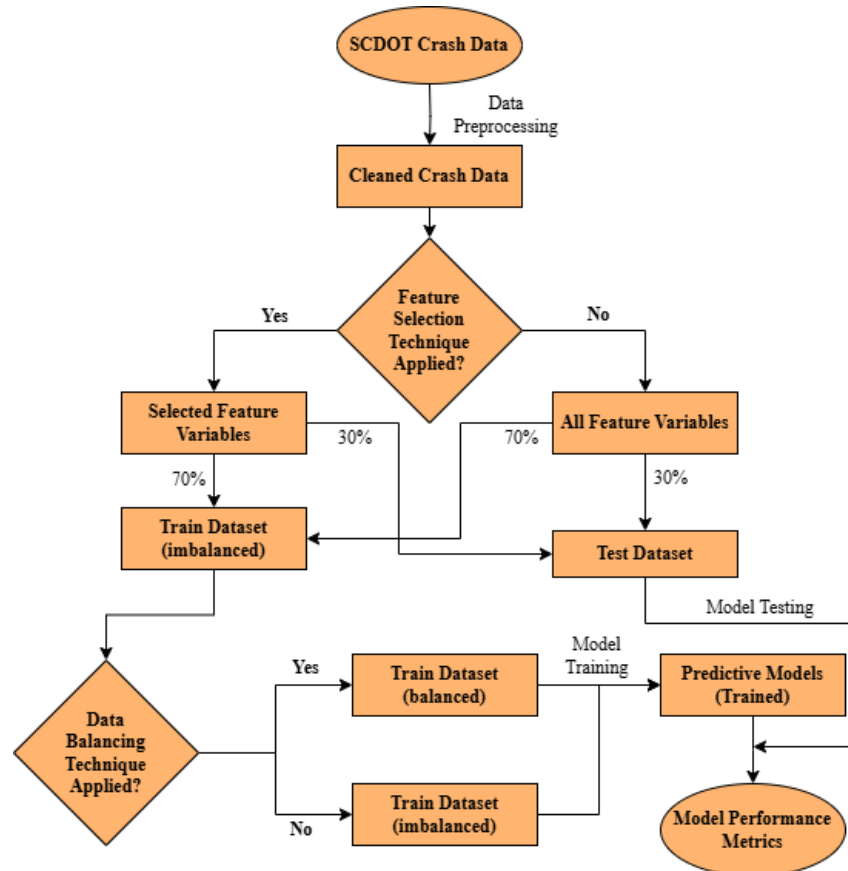 SCDOT Crash Data
Data
Preprocessing
Cleaned Crash Data
Feature
Selection
Technique
Applied?
Yes
No
Selected Feature
Variables
All Feature Variables
30%
70%
70%
30%
Train Dataset
(imbalanced)
Test Dataset
Model Testing
Data
Balancing
Technique
Applied?
Yes
No
Train Dataset
(balanced)
Train Dataset
(imbalanced)
Model
Training
Predictive Models
(Trained)
Model Performance
Metrics